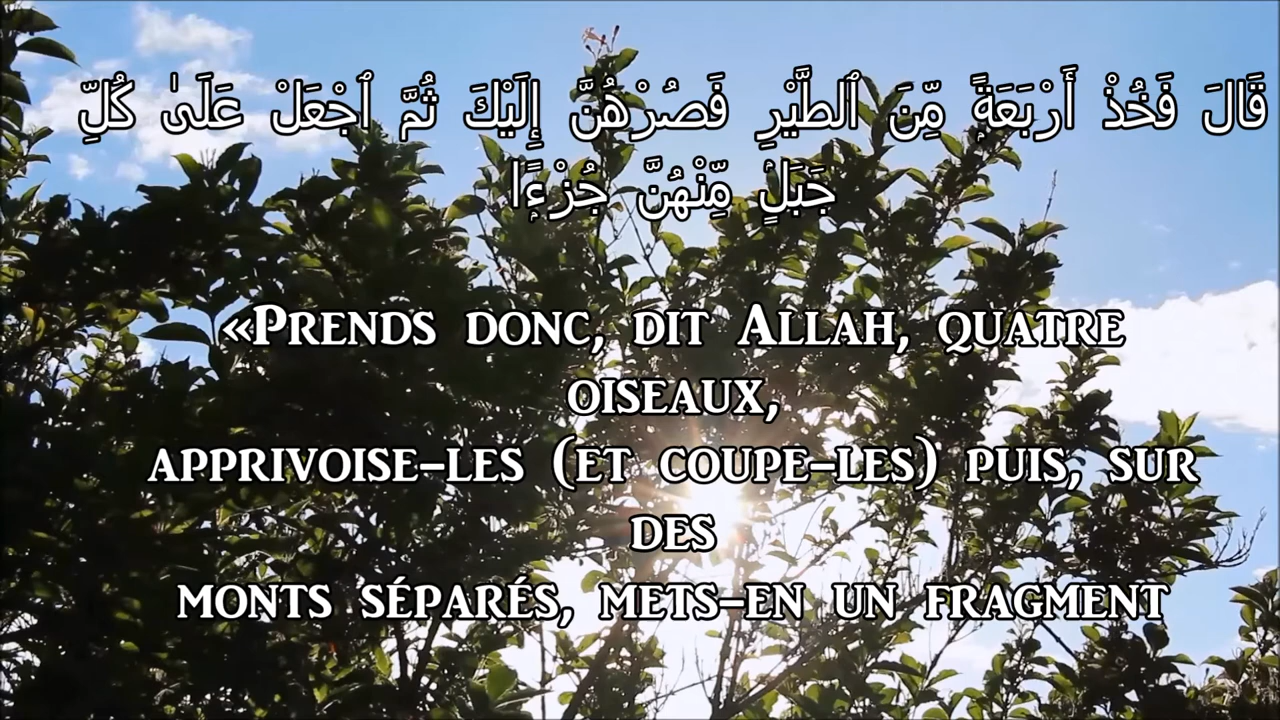 قَالَ فَخُذْ أَرْبَعَةًۭ مِّنَ ٱلطَّيْرِ فَصُرْهُنَّ إِلَيْكَ ثُمَّ ٱجْعَلْ عَلَىٰ كُلِّ
جَبَلٍۢ مِّنْهُنَّ جُزْءًۭا
«PRENDS DONC, DIT ALLAH, QUATRE
OISEAUX,
APPRIVOISE-LES (ET COUPE-LES) PUIS, SUR
DES
MONTS SÉPARÉS, METS-EN UN FRAGMENT